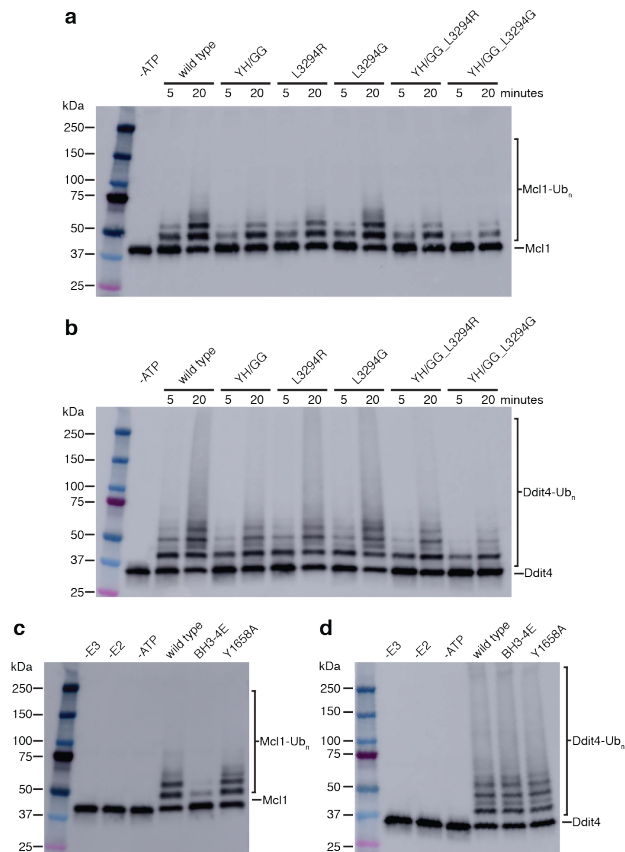 a
-ATP
wild type
YH/GG
L3294R
L3294G
YH/GG_L3294R
YH/GG_L3294G
5 20 5 20 5 20 5 20 5 20 5 20 minutes
kDa
250
150
100
75
50
37
25
Mcl1-Ubn
Mcl1
b
-ATP
wild type
YH/GG
L3294R
L3294G
YH/GG_L3294R
YH/GG_L3294G
5 20 5 20 5 20 5 20 5 20 5 20 minutes
kDa
250
150
100
75
50
37
25
Ddit4-Ubn
Ddit4
c
-E3
-E2
-ATP
wild type
BH3-4E
Y1658A
kDa
250
150
100
75
50
37
25
Mcl1-Ubn
Mcl1
d
-E3
-E2
-ATP
wild type
BH3-4E
Y1658A
kDa
250
150
100
75
50
37
25
Ddit4-Ubn
Ddit4